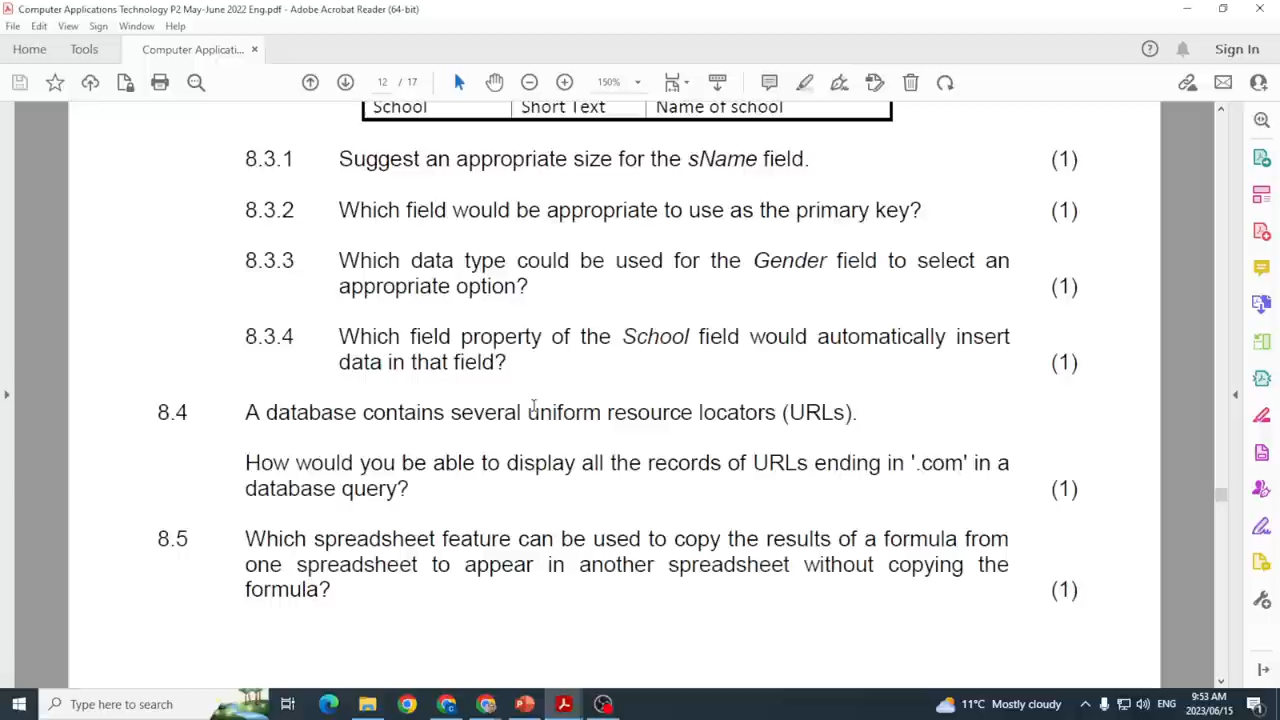 Computer Applications Technology P2 May-June 2022 Eng.pdf - Adobe Acrobat Reader (64-bit)
File Edit View Sign Window Help
Home Tools Computer Applicati... × Sign In
12 / 17 150%
School Short Text Name of school
8.3.1 Suggest an appropriate size for the sName field. (1)
8.3.2 Which field would be appropriate to use as the primary key? (1)
8.3.3 Which data type could be used for the Gender field to select an
appropriate option? (1)
8.3.4 Which field property of the School field would automatically insert
data in that field? (1)
8.4 A database contains several uniform resource locators (URLs).
How would you be able to display all the records of URLs ending in '.com' in a
database query? (1)
8.5 Which spreadsheet feature can be used to copy the results of a formula from
one spreadsheet to appear in another spreadsheet without copying the
formula? (1)
Type here to search 11°C Mostly cloudy ENG 9:53 AM
2023/06/15